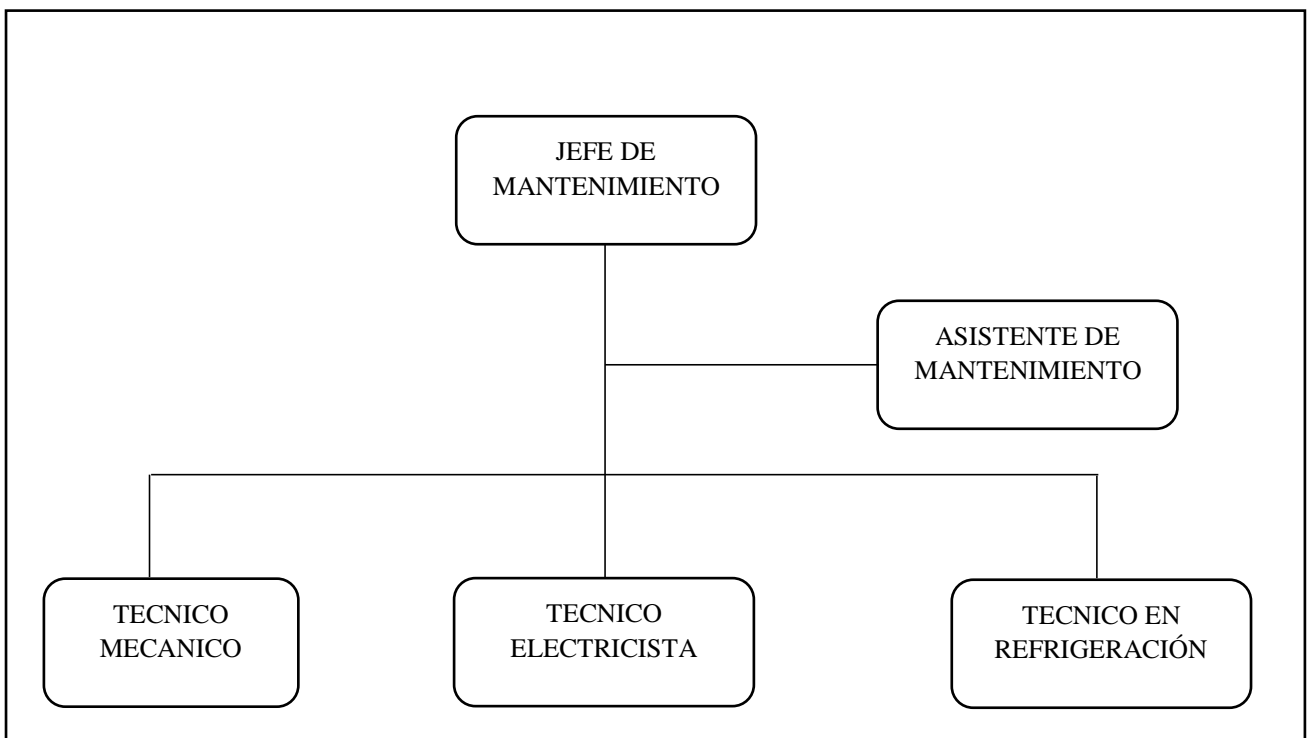 JEFE DE
MANTENIMIENTO
ASISTENTE DE
MANTENIMIENTO
TECNICO
MECANICO
TECNICO
ELECTRICISTA
TECNICO EN
REFRIGERACIÓN